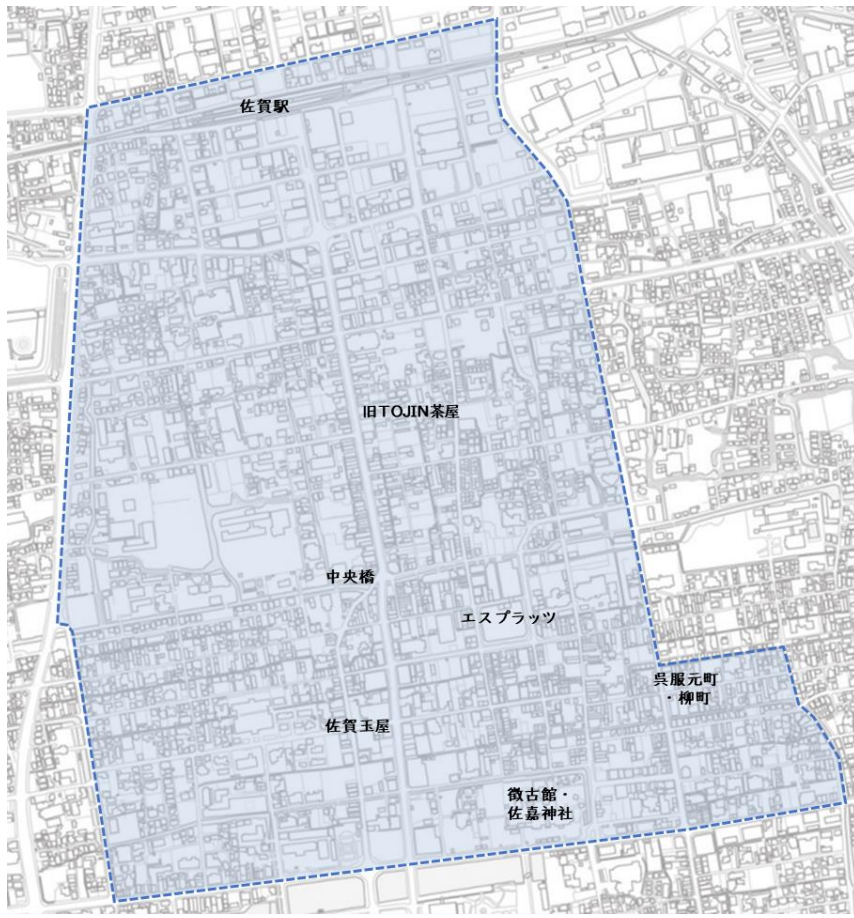 佐賀駅
旧TOJIN茶屋
中央橋
エスプラッツ
呉服元町
・柳町
佐賀玉屋
徴古館・
佐嘉神社